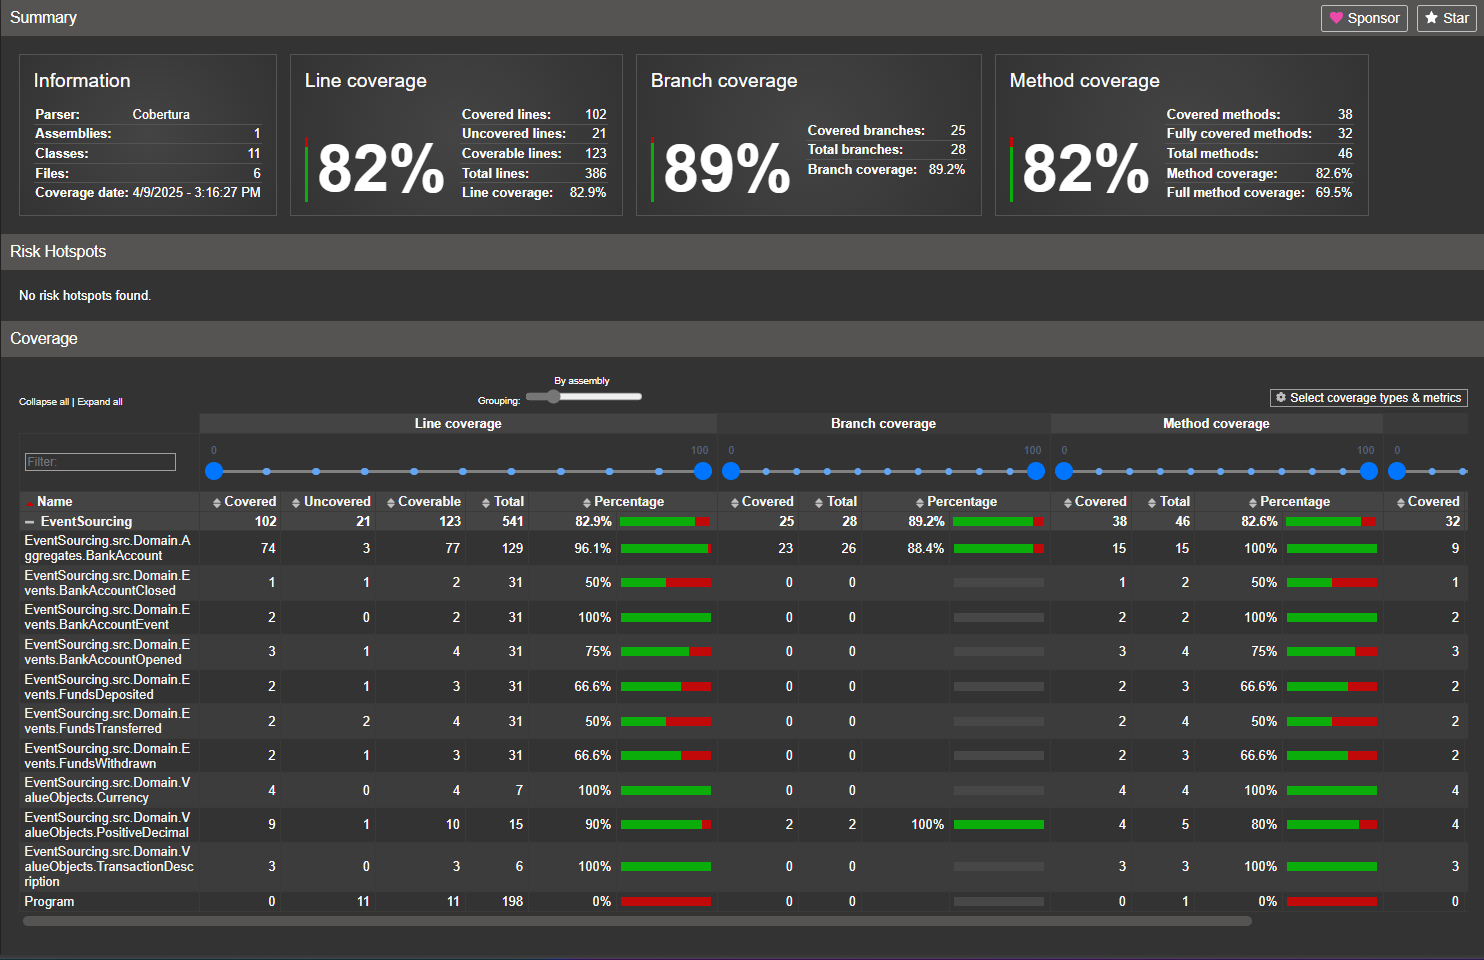 Summary
Sponsor
Star
Information
Parser: Cobertura
Assemblies: 1
Classes: 11
Files: 6
Coverage date: 4/9/2025 - 3:16:27 PM
Line coverage
82%
Covered lines: 102
Uncovered lines: 21
Coverable lines: 123
Total lines: 386
Line coverage: 82.9%
Branch coverage
89%
Covered branches: 25
Total branches: 28
Branch coverage: 89.2%
Method coverage
82%
Covered methods: 38
Fully covered methods: 32
Total methods: 46
Method coverage: 82.6%
Full method coverage: 69.5%
Risk Hotspots
No risk hotspots found.
Coverage
Collapse all | Expand all
By assembly
Grouping:
Select coverage types & metrics
Line coverage Branch coverage Method coverage
Filter:
0 100 0 100 0 100 0
Name Covered Uncovered Coverable Total Percentage Covered Total Percentage Covered Total Percentage Covered
EventSourcing 102 21 123 541 82.9% 25 28 89.2% 38 46 82.6% 32
EventSourcing.src.Domain.A
ggregates.BankAccount 74 3 77 129 96.1% 23 26 88.4% 15 15 100% 9
EventSourcing.src.Domain.E
vents.BankAccountClosed 1 1 2 31 50% 0 0 1 2 50% 1
EventSourcing.src.Domain.E
vents.BankAccountEvent 2 0 2 31 100% 0 0 2 2 100% 2
EventSourcing.src.Domain.E
vents.BankAccountOpened 3 1 4 31 75% 0 0 3 4 75% 3
EventSourcing.src.Domain.E
vents.FundsDeposited 2 1 3 31 66.6% 0 0 2 3 66.6% 2
EventSourcing.src.Domain.E
vents.FundsTransferred 2 2 4 31 50% 0 0 2 4 50% 2
EventSourcing.src.Domain.E
vents.FundsWithdrawn 2 1 3 31 66.6% 0 0 2 3 66.6% 2
EventSourcing.src.Domain.V
alueObjects.Currency 4 0 4 7 100% 0 0 4 4 100% 4
EventSourcing.src.Domain.V
alueObjects.PositiveDecimal 9 1 10 15 90% 2 2 100% 4 5 80% 4
EventSourcing.src.Domain.V
alueObjects.TransactionDesc
ription 3 0 3 6 100% 0 0 3 3 100% 3
Program 0 11 11 198 0% 0 0 0 1 0% 0